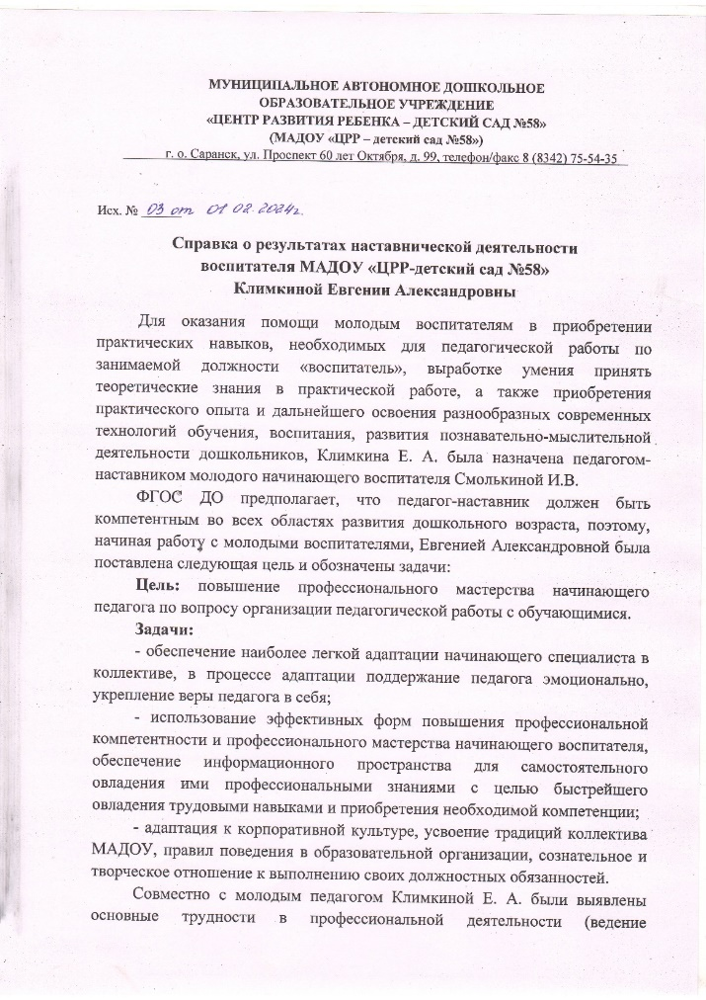 МУНИЦИПАЛЬНОЕ АВТОНОМНОЕ ДОШКОЛЬНОЕ
ОБРАЗОВАТЕЛЬНОЕ УЧРЕЖДЕНИЕ
«ЦЕНТР РАЗВИТИЯ РЕБЕНКА – ДЕТСКИЙ САД №58»
(МАДОУ «ЦРР – детский сад №58»)
г. о. Саранск, ул. Проспект 60 лет Октября, д. 99, телефон/факс 8 (8342) 75-54-35
Исх. № 03 от 01 02. 2024г.
Справка о результатах наставнической деятельности
воспитателя МАДОУ «ЦРР-детский сад №58»
Климкиной Евгении Александровны
Для оказания помощи молодым воспитателям в приобретении
практических навыков, необходимых для педагогической работы по
занимаемой должности «воспитатель», выработке умения принять
теоретические знания в практической работе, а также приобретения
практического опыта и дальнейшего освоения разнообразных современных
технологий обучения, воспитания, развития познавательно-мыслительной
деятельности дошкольников, Климкина Е. А. была назначена педагогом-
наставником молодого начинающего воспитателя Смолькиной И.В.
ФГОС ДО предполагает, что педагог-наставник должен быть
компетентным во всех областях развития дошкольного возраста, поэтому,
начиная работу с молодыми воспитателями, Евгенией Александровной была
поставлена следующая цель и обозначены задачи:
Цель: повышение профессионального мастерства начинающего
педагога по вопросу организации педагогической работы с обучающимися.
Задачи:
- обеспечение наиболее легкой адаптации начинающего специалиста в
коллективе, в процессе адаптации поддержание педагога эмоционально,
укрепление веры педагога в себя;
- использование эффективных форм повышения профессиональной
компетентности и профессионального мастерства начинающего воспитателя,
обеспечение информационного пространства для самостоятельного
овладения ими профессиональными знаниями с целью быстрейшего
овладения трудовыми навыками и приобретения необходимой компетенции;
- адаптация к корпоративной культуре, усвоение традиций коллектива
МАДОУ, правил поведения в образовательной организации, сознательное и
творческое отношение к выполнению своих должностных обязанностей.
Совместно с молодым педагогом Климкиной Е. А. были выявлены
основные трудности в профессиональной деятельности (ведение